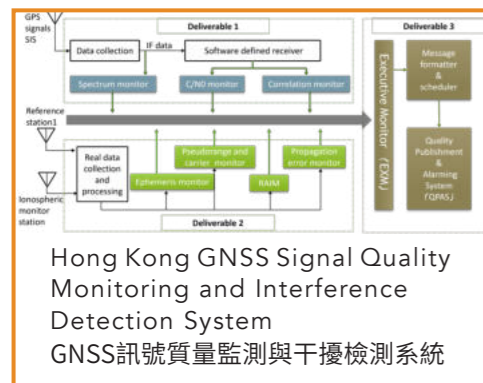 GPS
signals
SIS
Deliverable 1
Data collection
IF data
Software defined receiver
Spectrum monitor
C/N0 monitor
Correlation monitor
Reference
station1
Real data
collection
and
processing
Ephemeris monitor
Pseudorange
and
carrier monitor
RAIM
Propagation
error monitor
Ionospheric
monitor
station
Deliverable 2
Deliverable 3
Executive Monitor (EXM)
Message
formatter
&
scheduler
Quality
Publishment
&
Alarming
System
「QPAS」
Hong Kong GNSS Signal Quality
Monitoring and Interference
Detection System
GNSS訊號質量監測與干擾檢測系統